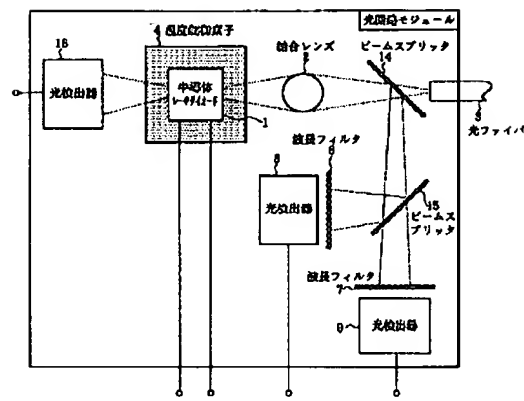 光回路モジュール
16
光検出器
4 温度制御素子
半導体
レーザダイオード
1
結合レンズ
2
ビームスプリッタ
14
3
光ファイバ
波長フィルタ
6
8
光検出器
15
ビームス
プリッタ
波長フィルタ
7
9
光検出器